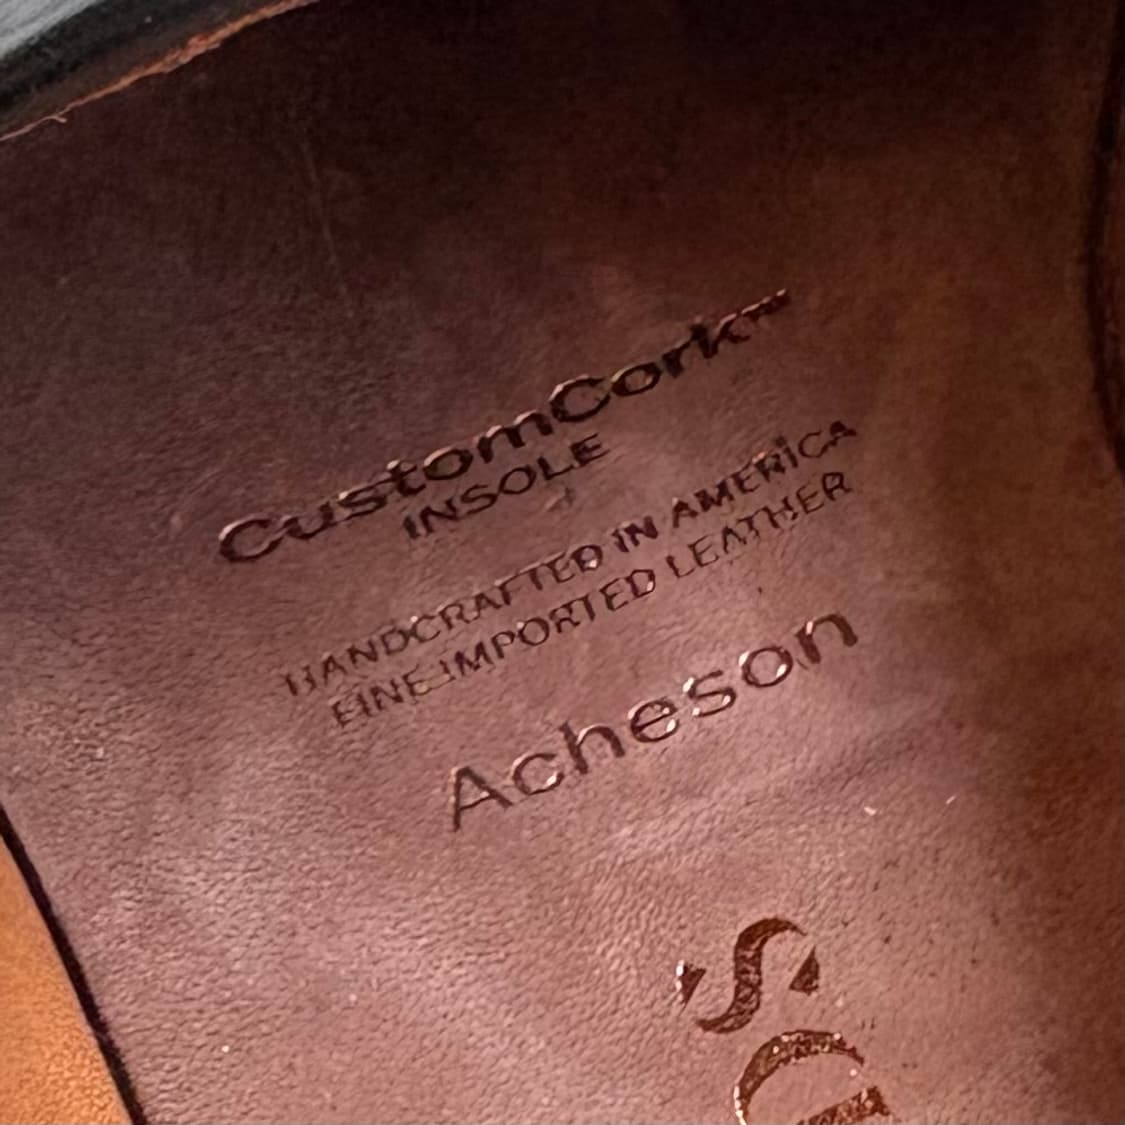 CustomCork™
INSOLE
HANDCRAFTED IN AMERICA
FINE IMPORTED LEATHER
Acheson